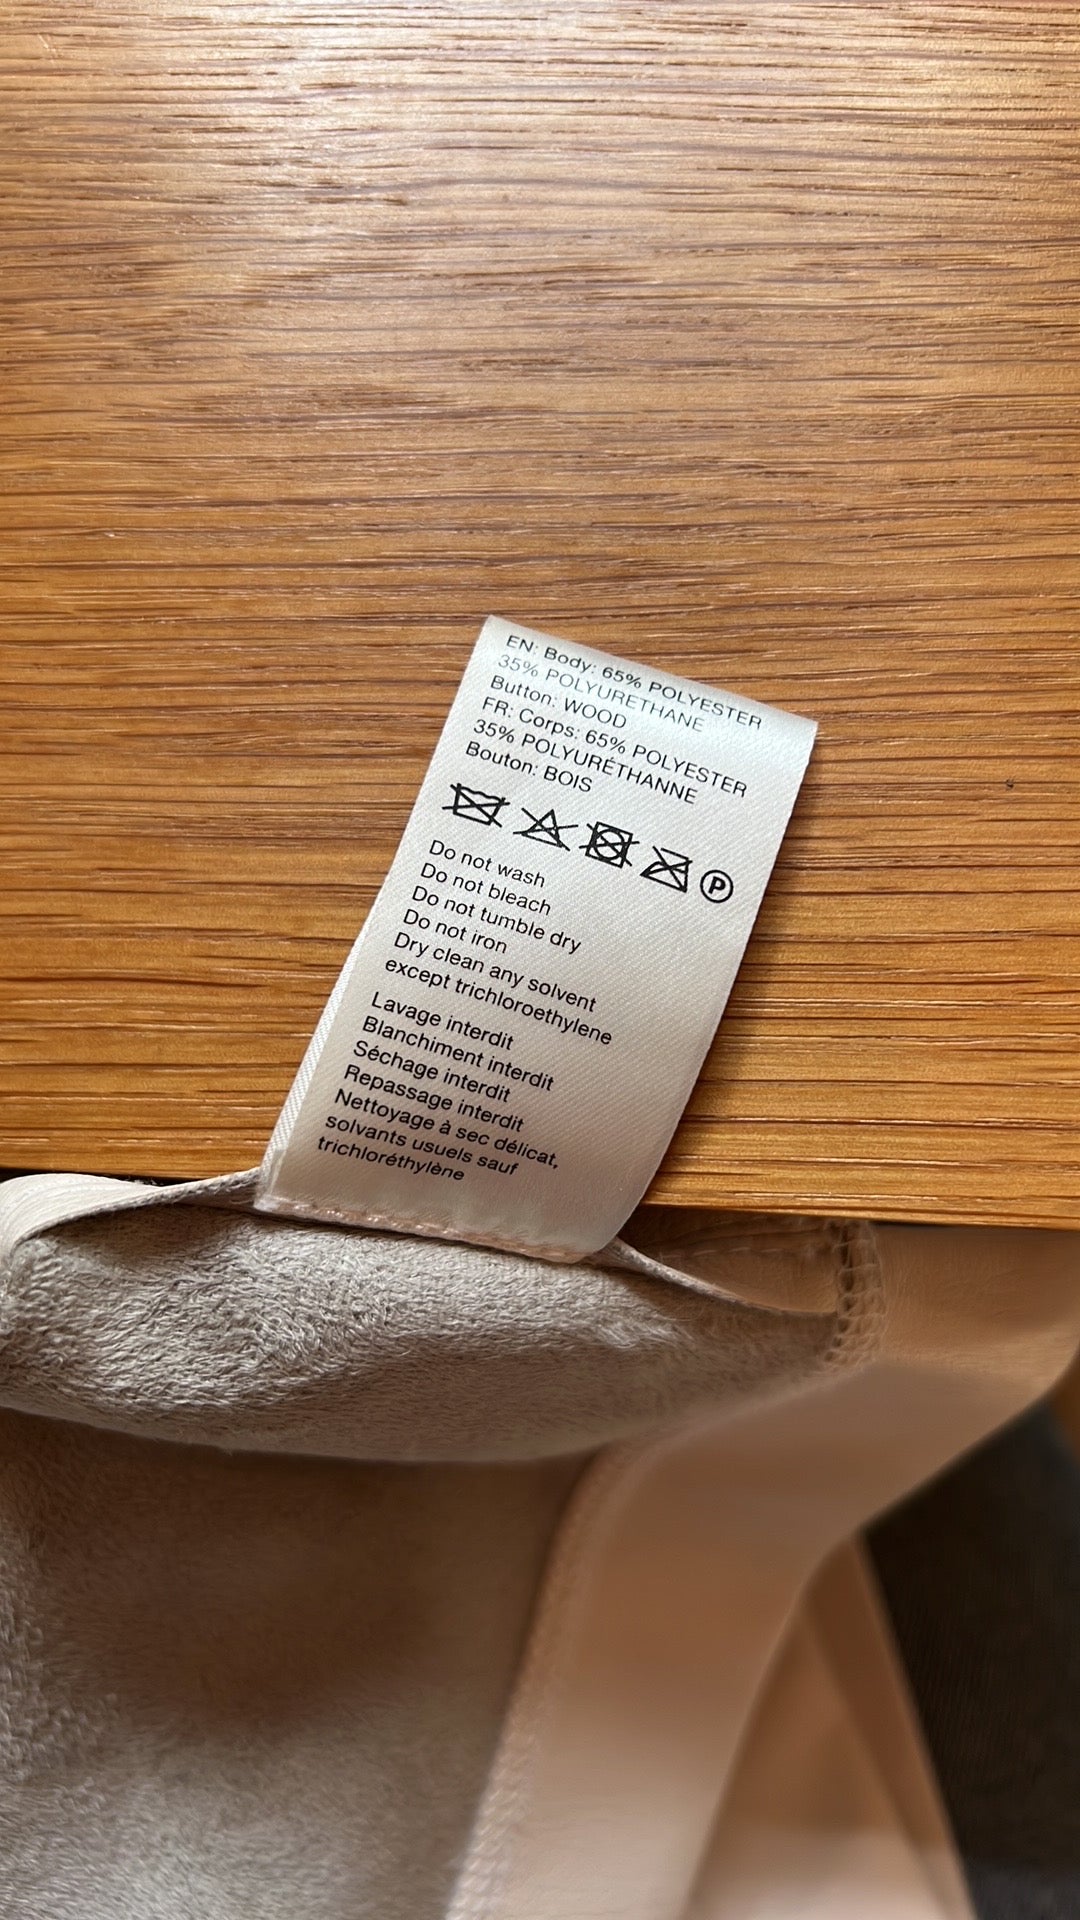 EN: Body: 65% POLYESTER
35% POLYURETHANE
Button: WOOD
FR: Corps: 65% POLYESTER
35% POLYURÉTHANNE
Bouton: BOIS
P
Do not wash
Do not bleach
Do not tumble dry
Do not iron
Dry clean any solvent
except trichloroethylene
Lavage interdit
Blanchiment interdit
Séchage interdit
Repassage interdit
Nettoyage à sec délicat,
solvants usuels sauf
trichloréthylène